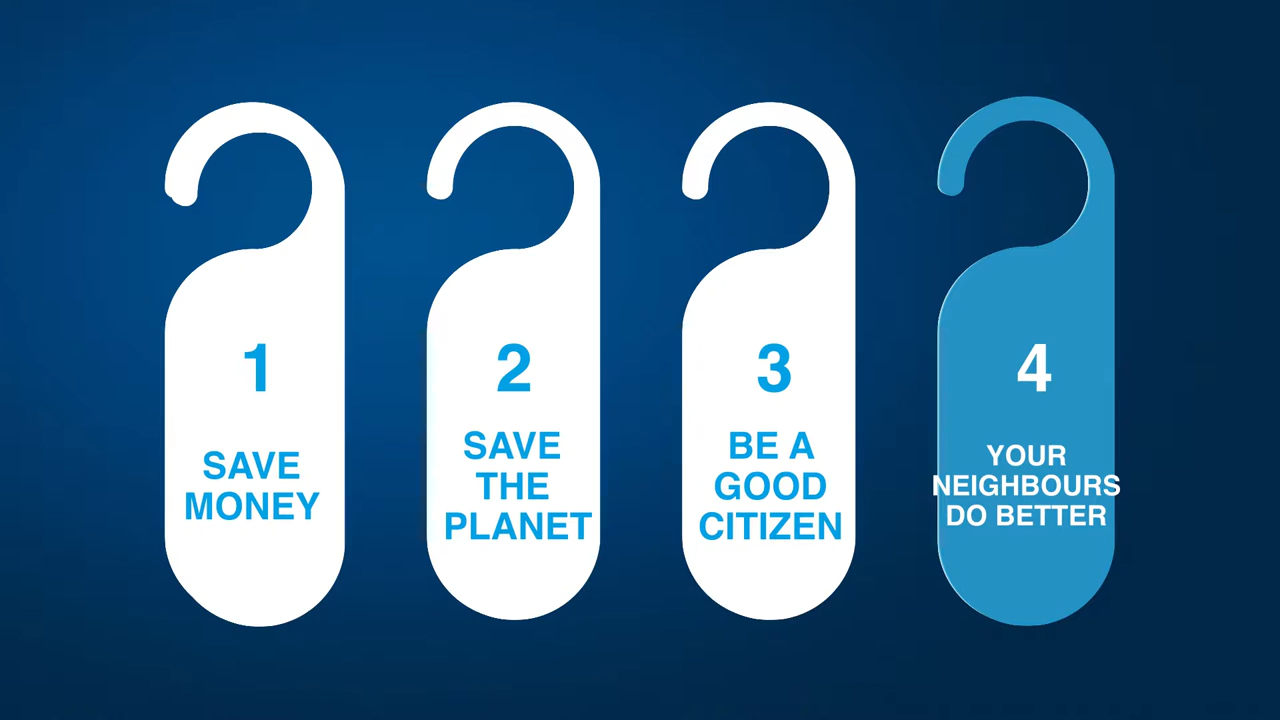 1
SAVE
MONEY
2
SAVE
THE
PLANET
3
BE A
GOOD
CITIZEN
4
YOUR
NEIGHBOURS
DO BETTER